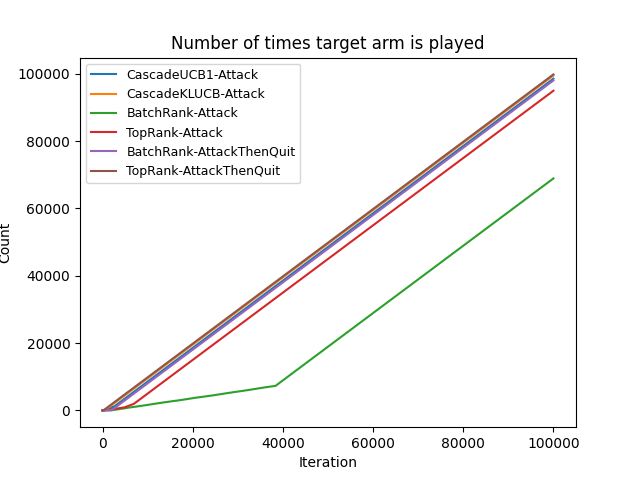 Number of times target arm is played
CascadeUCB1-Attack
CascadeKLUCB-Attack
BatchRank-Attack
TopRank-Attack
BatchRank-AttackThenQuit
TopRank-AttackThenQuit
100000
80000
60000
40000
20000
0
Count
0 20000 40000 60000 80000 100000
Iteration